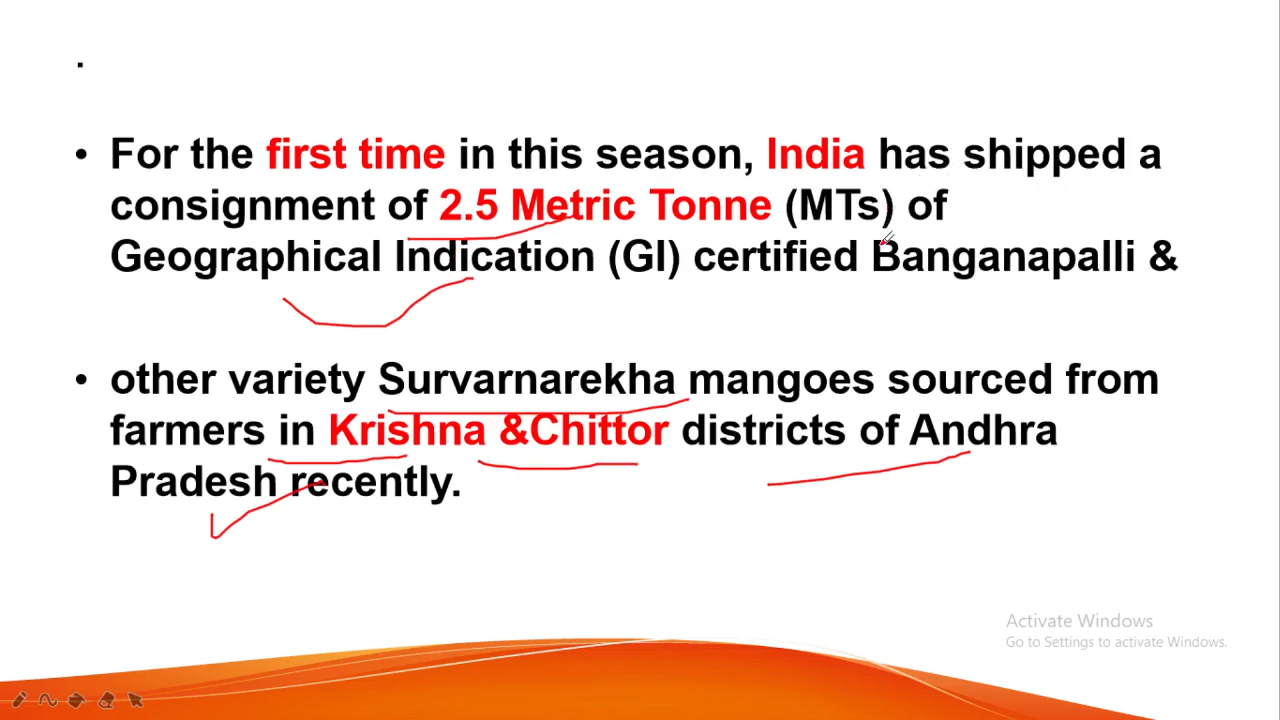 .
• For the first time in this season, India has shipped a
consignment of 2.5 Metric Tonne (MTs) of
Geographical Indication (GI) certified Banganapalli &
• other variety Survarnarekha mangoes sourced from
farmers in Krishna &Chittor districts of Andhra
Pradesh recently.
Activate Windows
Go to Settings to activate Windows.